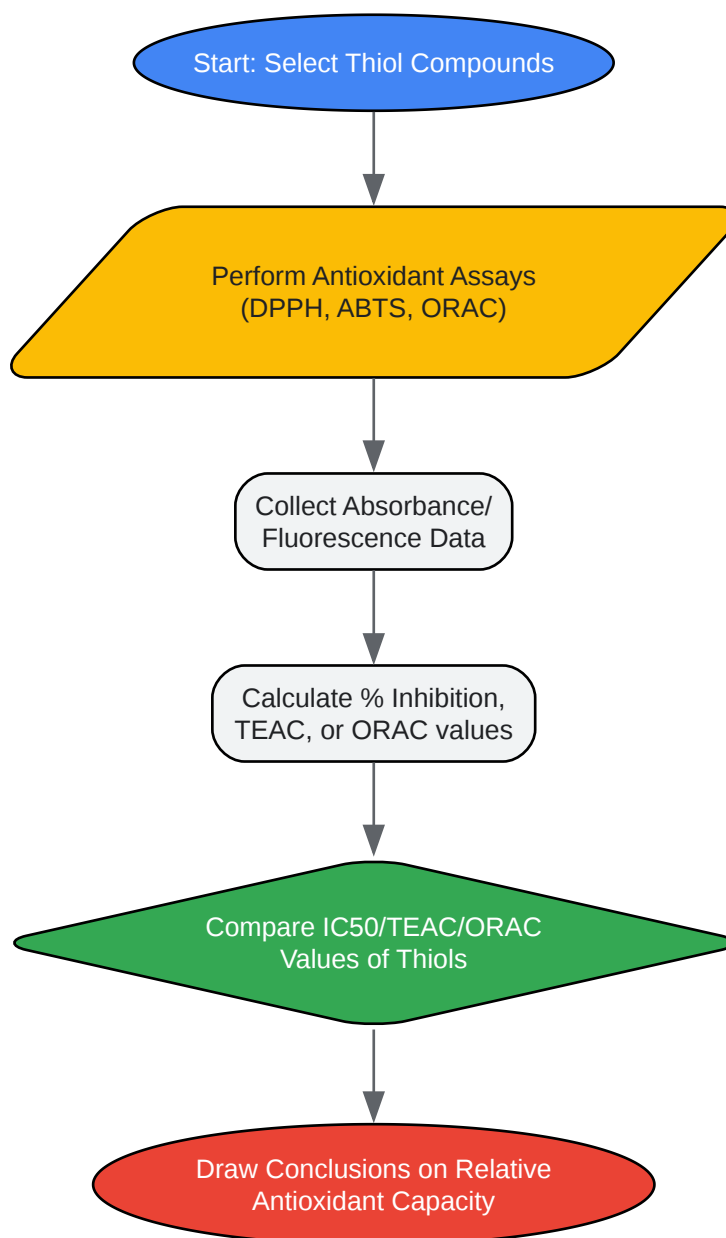 Start: Select Thiol Compounds
Perform Antioxidant Assays
(DPPH, ABTS, ORAC)
Collect Absorbance/
Fluorescence Data
Calculate % Inhibition,
TEAC, or ORAC values
Compare IC50/TEAC/ORAC
Values of Thiols
Draw Conclusions on Relative
Antioxidant Capacity